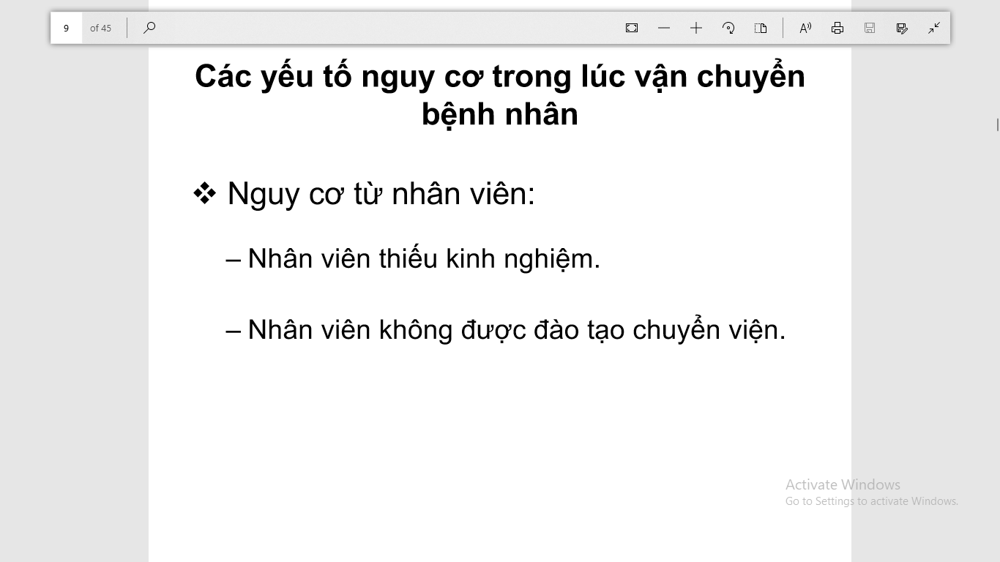 9 of 45
Các yếu tố nguy cơ trong lúc vận chuyển
bệnh nhân
❖ Nguy cơ từ nhân viên:
– Nhân viên thiếu kinh nghiệm.
– Nhân viên không được đào tạo chuyển viện.
Activate Windows
Go to Settings to activate Windows.